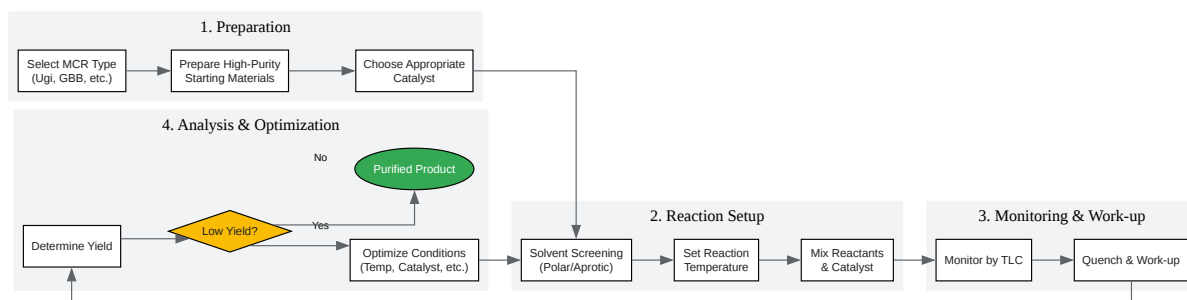 1. Preparation
Select MCR Type
(Ugi, GBB, etc.)
Prepare High-Purity
Starting Materials
Choose Appropriate
Catalyst
4. Analysis & Optimization
No
Purified Product
Yes
Low Yield?
Determine Yield
Optimize Conditions
(Temp, Catalyst, etc.)
2. Reaction Setup
Solvent Screening
(Polar/Aprotic)
Set Reaction
Temperature
Mix Reactants
& Catalyst
3. Monitoring & Work-up
Monitor by TLC
Quench & Work-up